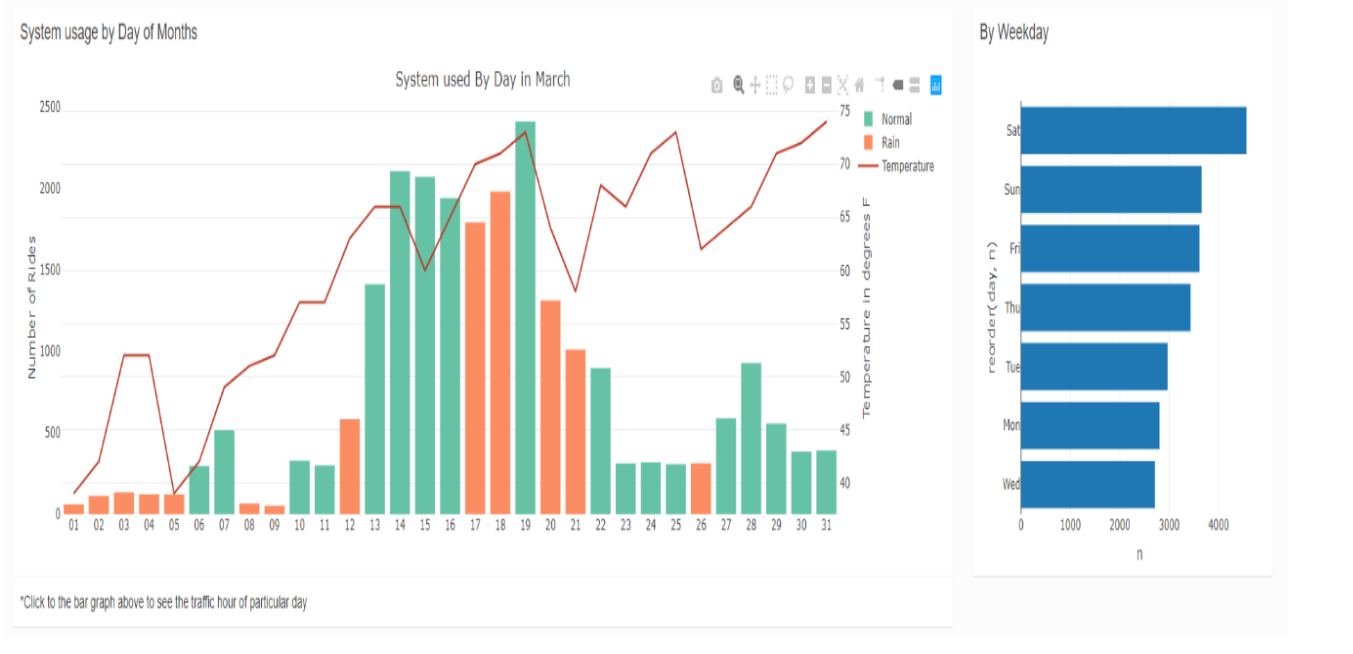 System usage by Day of Months
System used By Day in March
2500
2000
1500
1000
500
0
Number of Rides
01 02 03 04 05 06 07 08 09 10 11 12 13 14 15 16 17 18 19 20 21 22 23 24 25 26 27 28 29 30 31
75
70
65
60
55
50
45
40
Temperature in degrees F
Normal
Rain
Temperature
*Click to the bar graph above to see the traffic hour of particular day
By Weekday
reorder(day, n)
Sat
Sun
Fri
Thu
Tue
Mon
Wed
0 1000 2000 3000 4000
n